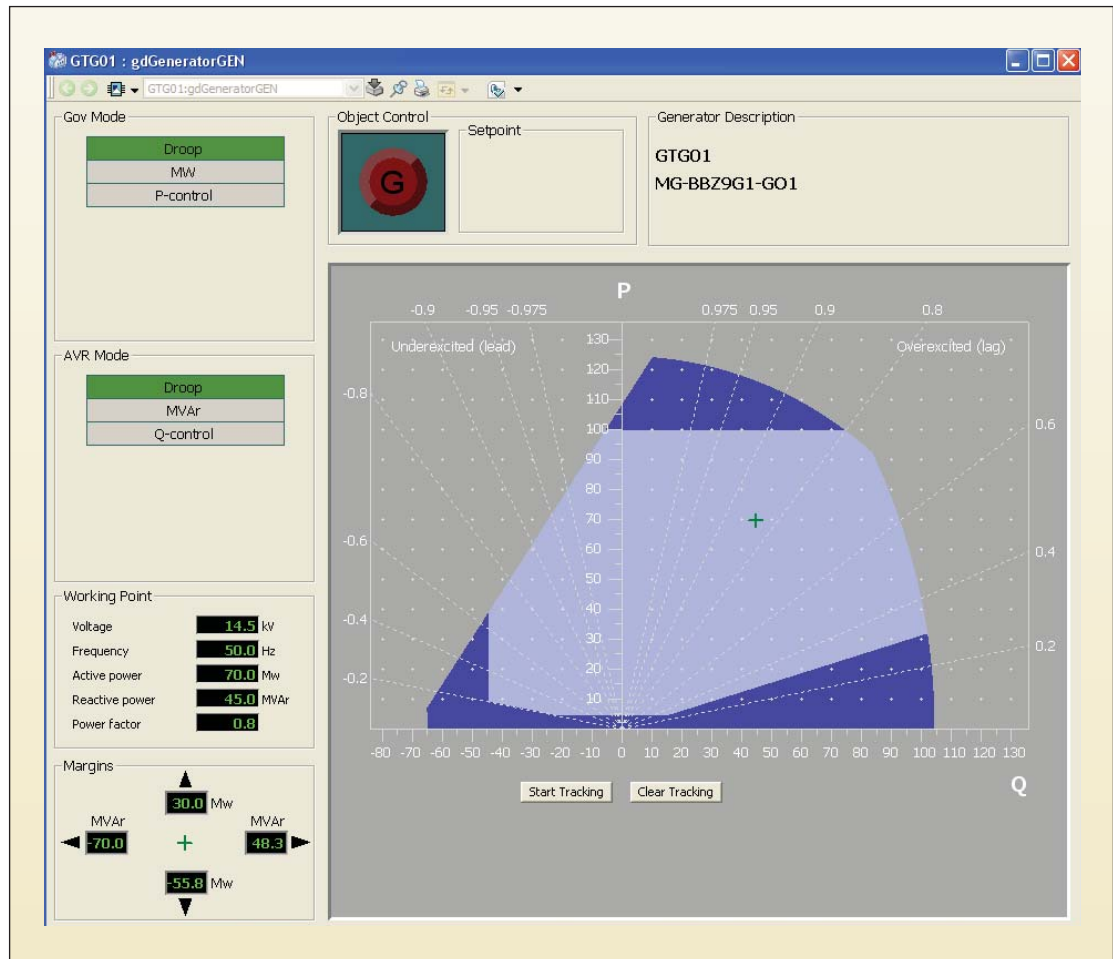 GTG01 : gdGeneratorGEN
GTG01:gdGeneratorGEN
Gov Mode
Droop
MW
P-control
Object Control
G
Setpoint
Generator Description
GTG01
MG-BBZ9G1-GO1
AVR Mode
Droop
MVAr
Q-control
Working Point
Voltage 14.5 kV
Frequency 50.0 Hz
Active power 70.0 Mw
Reactive power 45.0 MVAr
Power factor 0.8
Margins
30.0 Mw
MVAr MVAr
-70.0 48.3
-55.8 Mw
P
-0.9 -0.95 -0.975 0.975 0.95 0.9 0.8
Underexcited (lead) 130 Overexcited (lag)
120
-0.8
110
100 0.6
90
80
70
-0.6
60 0.4
50
-0.4 40
30 0.2
-0.2 20
10
-80 -70 -60 -50 -40 -30 -20 -10 0 10 20 30 40 50 60 70 80 90 100 110 120 130
Q
Start Tracking Clear Tracking